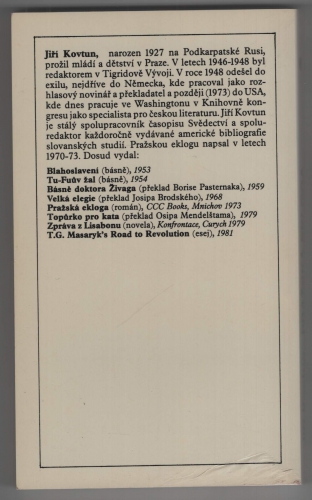 Jiří Kovtun, narozen 1927 na Podkarpatské Rusi,
prožil mládí a dětství v Praze. V letech 1946-1948 byl
redaktorem v Tigridově Vývoji. V roce 1948 odešel do
exilu, nejdříve do Německa, kde pracoval jako roz-
hlasový novinář a překladatel a později (1973) do USA,
kde dnes pracuje ve Washingtonu v Knihovně kon-
gresu jako specialista pro českou literaturu. Jiří Kovtun
je stálý spolupracovník časopisu Svědectví a spolu-
redaktor každoročně vydávané americké bibliografie
slovanských studií. Pražskou eklogu napsal v letech
1970-73. Dosud vydal:
Blahoslavení (básně), 1953
Tu-Fuův žal (básně), 1954
Básně doktora Živaga (překlad Borise Pasternaka), 1959
Velká elegie (překlad Josipa Brodského), 1968
Pražská ekloga (román), CCC Books, Mnichov 1973
Topůrko pro kata (překlad Osipa Mendelštama), 1979
Zpráva z Lisabonu (novela), Konfrontace, Curych 1979
T.G. Masaryk's Road to Revolution (esej), 1981